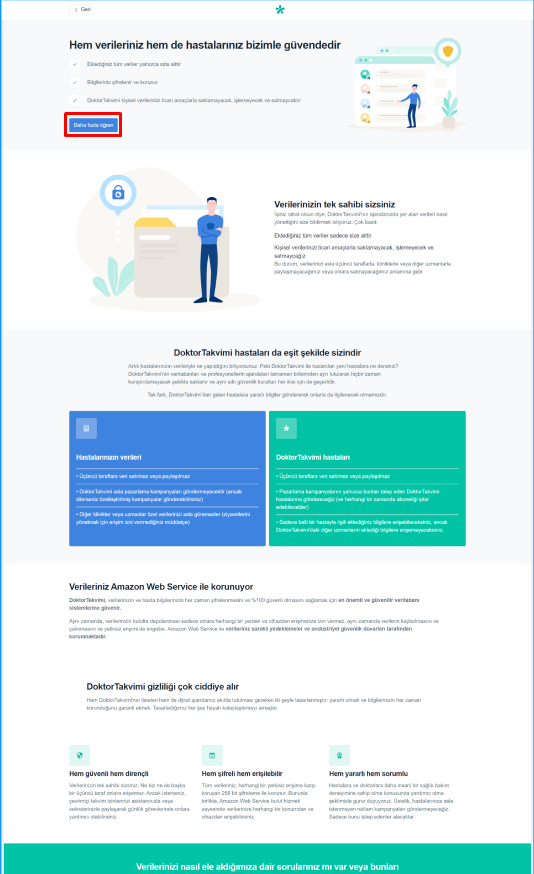 Geri
Hem verileriniz hem de hastalarınız bizimle güvendedir
Eklediğiniz tüm veriler yalnızca size aittir
Bilgileriniz şifrelenir ve korunur
DoktorTakvimi kişisel verilerinizi ticari amaçlarla saklamayacak, işlemeyecek ve satmayacaktır
Daha fazla öğren
Verilerinizin tek sahibi sizsiniz
İçiniz rahat olsun diye, DoktorTakvimi'nin ajandanızda yer alan verileri nasıl
yönettiğini size bildirmek istiyoruz. Çok basit:
Eklediğiniz tüm veriler sadece size aittir
Kişisel verilerinizi ticari amaçlarla saklamayacak, işlemeyecek ve
satmayacağız
Bu durum, verilerinizi asla üçüncü taraflarla, kliniklerle veya diğer uzmanlarla
paylaşmayacağımız veya onlara satmayacağımız anlamına gelir.
DoktorTakvimi hastaları da eşit şekilde sizindir
Artık hastalarınızın verileriyle ne yapıldığını biliyorsunuz. Peki DoktorTakvimi ile kazanılan yeni hastalara ne dersiniz?
DoktorTakvimi'nin veritabanları ve profesyonellerin ajandaları tamamen birbirinden ayrı tutularak hiçbir zaman
karıştırılamayacak şekilde saklanır ve aynı sıkı güvenlik kuralları her ikisi için de geçerlidir.
Tek fark, DoktorTakvimi'den gelen hastalara yararlı bilgiler göndererek onlarla da ilgilenecek olmamızdır.
Hastalarınızın verileri
• Üçüncü taraflara veri satılmaz veya paylaşılmaz
• DoktorTakvimi asla pazarlama kampanyaları göndermeyecektir (ancak
dilerseniz özelleştirilmiş kampanyalar gönderebilirsiniz)
• Diğer klinikler veya uzmanlar özel verilerinizi asla göremezler (ziyaretlerini
yönetmek için erişim izni vermediğiniz müddetçe)
DoktorTakvimi hastaları
• Üçüncü taraflara veri satılmaz veya paylaşılmaz
• Pazarlama kampanyalarını yalnızca bunları talep eden DoktorTakvimi
hastalarına göndereceğiz (ve herhangi bir zamanda aboneliği iptal
edebilecekler)
• Sadece belli bir hastayla ilgili eklediğiniz bilgilere erişebileceksiniz, ancak
DoktorTakvimi'daki diğer uzmanların eklediği bilgilere erişemeyeceksiniz.
Verileriniz Amazon Web Service ile korunuyor
DoktorTakvimi, verilerinizin ve hasta bilgilerinizin her zaman şifrelenmesini ve %100 güvenli olmasını sağlamak için en önemli ve güvenilir veritabanı
sistemlerine güvenir.
Aynı zamanda, verilerinizin bulutta depolanması sadece onlara herhangi bir yerden ve cihazdan erişmenize izin vermez, aynı zamanda verilerin kaybolmasını ve
çalınmasını ve yetkisiz erişimi de engeller. Amazon Web Service ile verileriniz sürekli yedeklemeler ve endüstriyel güvenlik duvarları tarafından
korunmaktadır.
DoktorTakvimi gizliliği çok ciddiye alır
Hem DoktorTakvimi'nin listeleri hem de dijital ajandamız akılda tutulması gereken iki şeyle tasarlanmıştır: yararlı olmak ve bilgilerinizin her zaman
korunduğunu garanti etmek. Tasarladığımız her şey hayatı kolaylaştırmayı amaçlar.
Hem güvenli hem dirençli
Verilerinizin tek sahibi sizsiniz. Ne biz ne de başka
bir üçüncü taraf onlara erişemez. Ancak isterseniz,
çevrimiçi takvim izinlerinizi asistanınızla veya
sekreterinizle paylaşarak günlük görevlerinizde onlara
yardımcı olabilirsiniz.
Hem şifreli hem erişilebilir
Tüm verileriniz, herhangi bir yetkisiz erişime karşı
koruyan 256 bit şifreleme ile korunur. Bununla
birlikte, Amazon Web Service bulut hizmeti
sayesinde verilerinize herhangi bir konumdan ve
cihazdan erişebilirsiniz.
Hem yararlı hem sorumlu
Hastalara ve doktorlara daha insani bir sağlık bakım
deneyimine sahip olma konusunda yardımcı olma
şeklimizle gurur duyuyoruz. Üstelik, hastalarınıza asla
istenmeyen reklam kampanyaları göndermeyeceğiz.
Sadece bunu talep edenler alacaklar.
Verilerinizi nasıl ele aldığımıza dair sorularınız mı var veya bunları